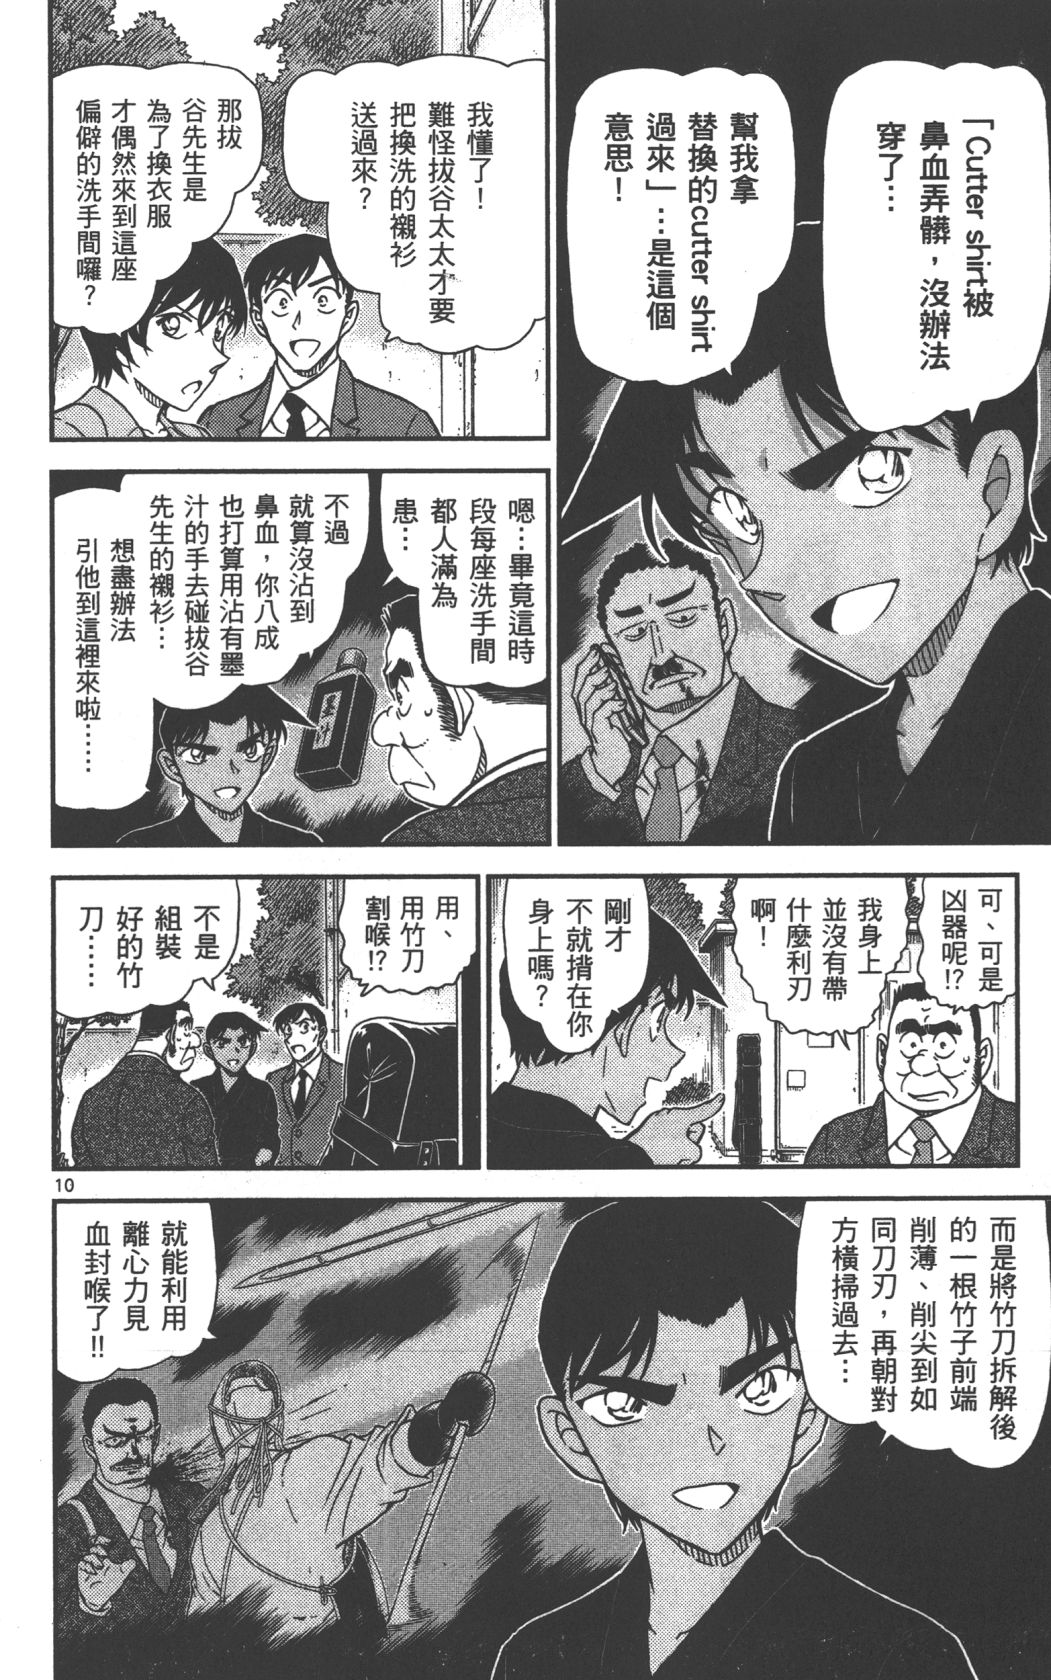 「Cutter shirt被
鼻血弄髒，沒辦法
穿了…
幫我拿
替換的cutter shirt
過來」…是這個
意思！
我懂了！
難怪拔谷太太才要
把換洗的襯衫
送過來？
那拔
谷先生是
為了換衣服
才偶然來到這座
偏僻的洗手間囉？
嗯…畢竟這時
段每座洗手間
都人滿為
患…
不過
就算沒沾到
鼻血，你八成
也打算用沾有墨
汁的手去碰拔谷
先生的襯衫…
想盡辦法
引他到這裡來啦……
墨汁
可、可是
凶器呢!?
我身上
並沒有帶
什麼利刃
啊！
剛才
不就揹在你
身上嗎？
用、
用竹刀
割喉!?
不是
組裝
好的竹
刀……
10
而是將竹刀拆解後
的一根竹子前端
削薄、削尖到如
同刀刃，再朝對
方橫掃過去…
就能利用
離心力見
血封喉了!!